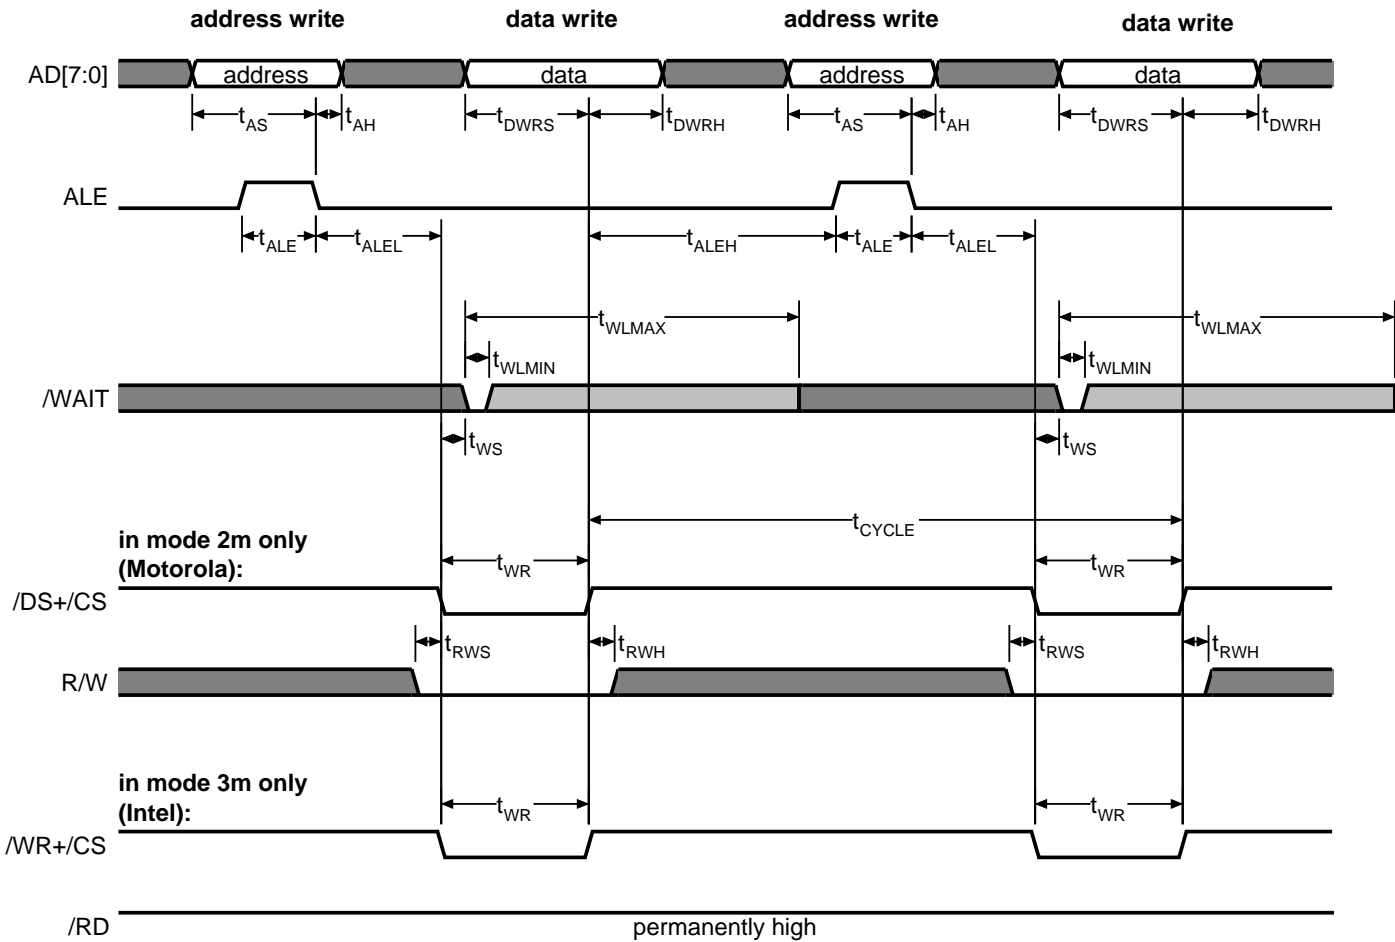 address write data write address write data write
AD[7:0] address data address data
tAS tAH tDWRS tDWRH tAS tAH tDWRS tDWRH
ALE
tALE tALEL tALEH tALE tALEL
tWLMAX tWLMAX
tWLMIN tWLMIN
/WAIT
tWS tWS
tCYCLE
in mode 2m only
(Motorola):
tWR tWR
/DS+/CS
tRWS tRWH tRWS tRWH
R/W
in mode 3m only
(Intel):
tWR tWR
/WR+/CS
/RD permanently high